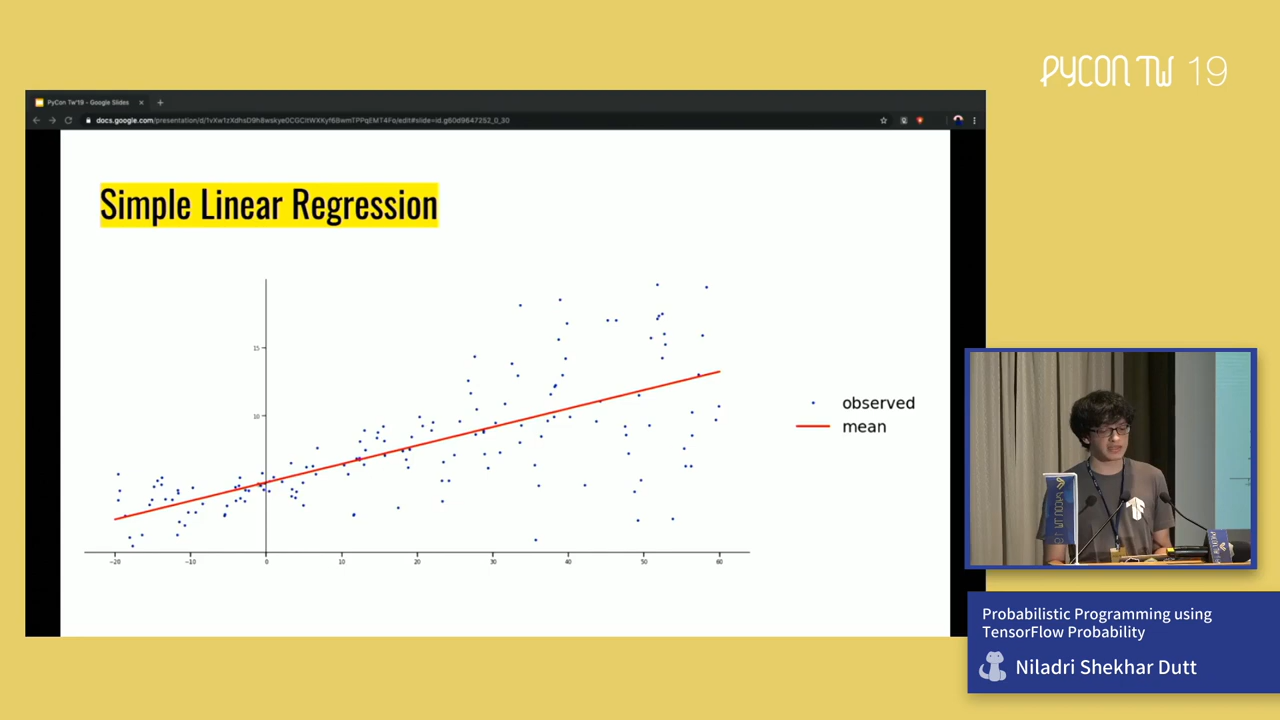 PYCON TW 19
PyCon Tw'19 - Google Slides
Simple Linear Regression
15
10
observed
mean
-20 -10 0 10 20 30 40 50 60
Probabilistic Programming using
TensorFlow Probability
Niladri Shekhar Dutt